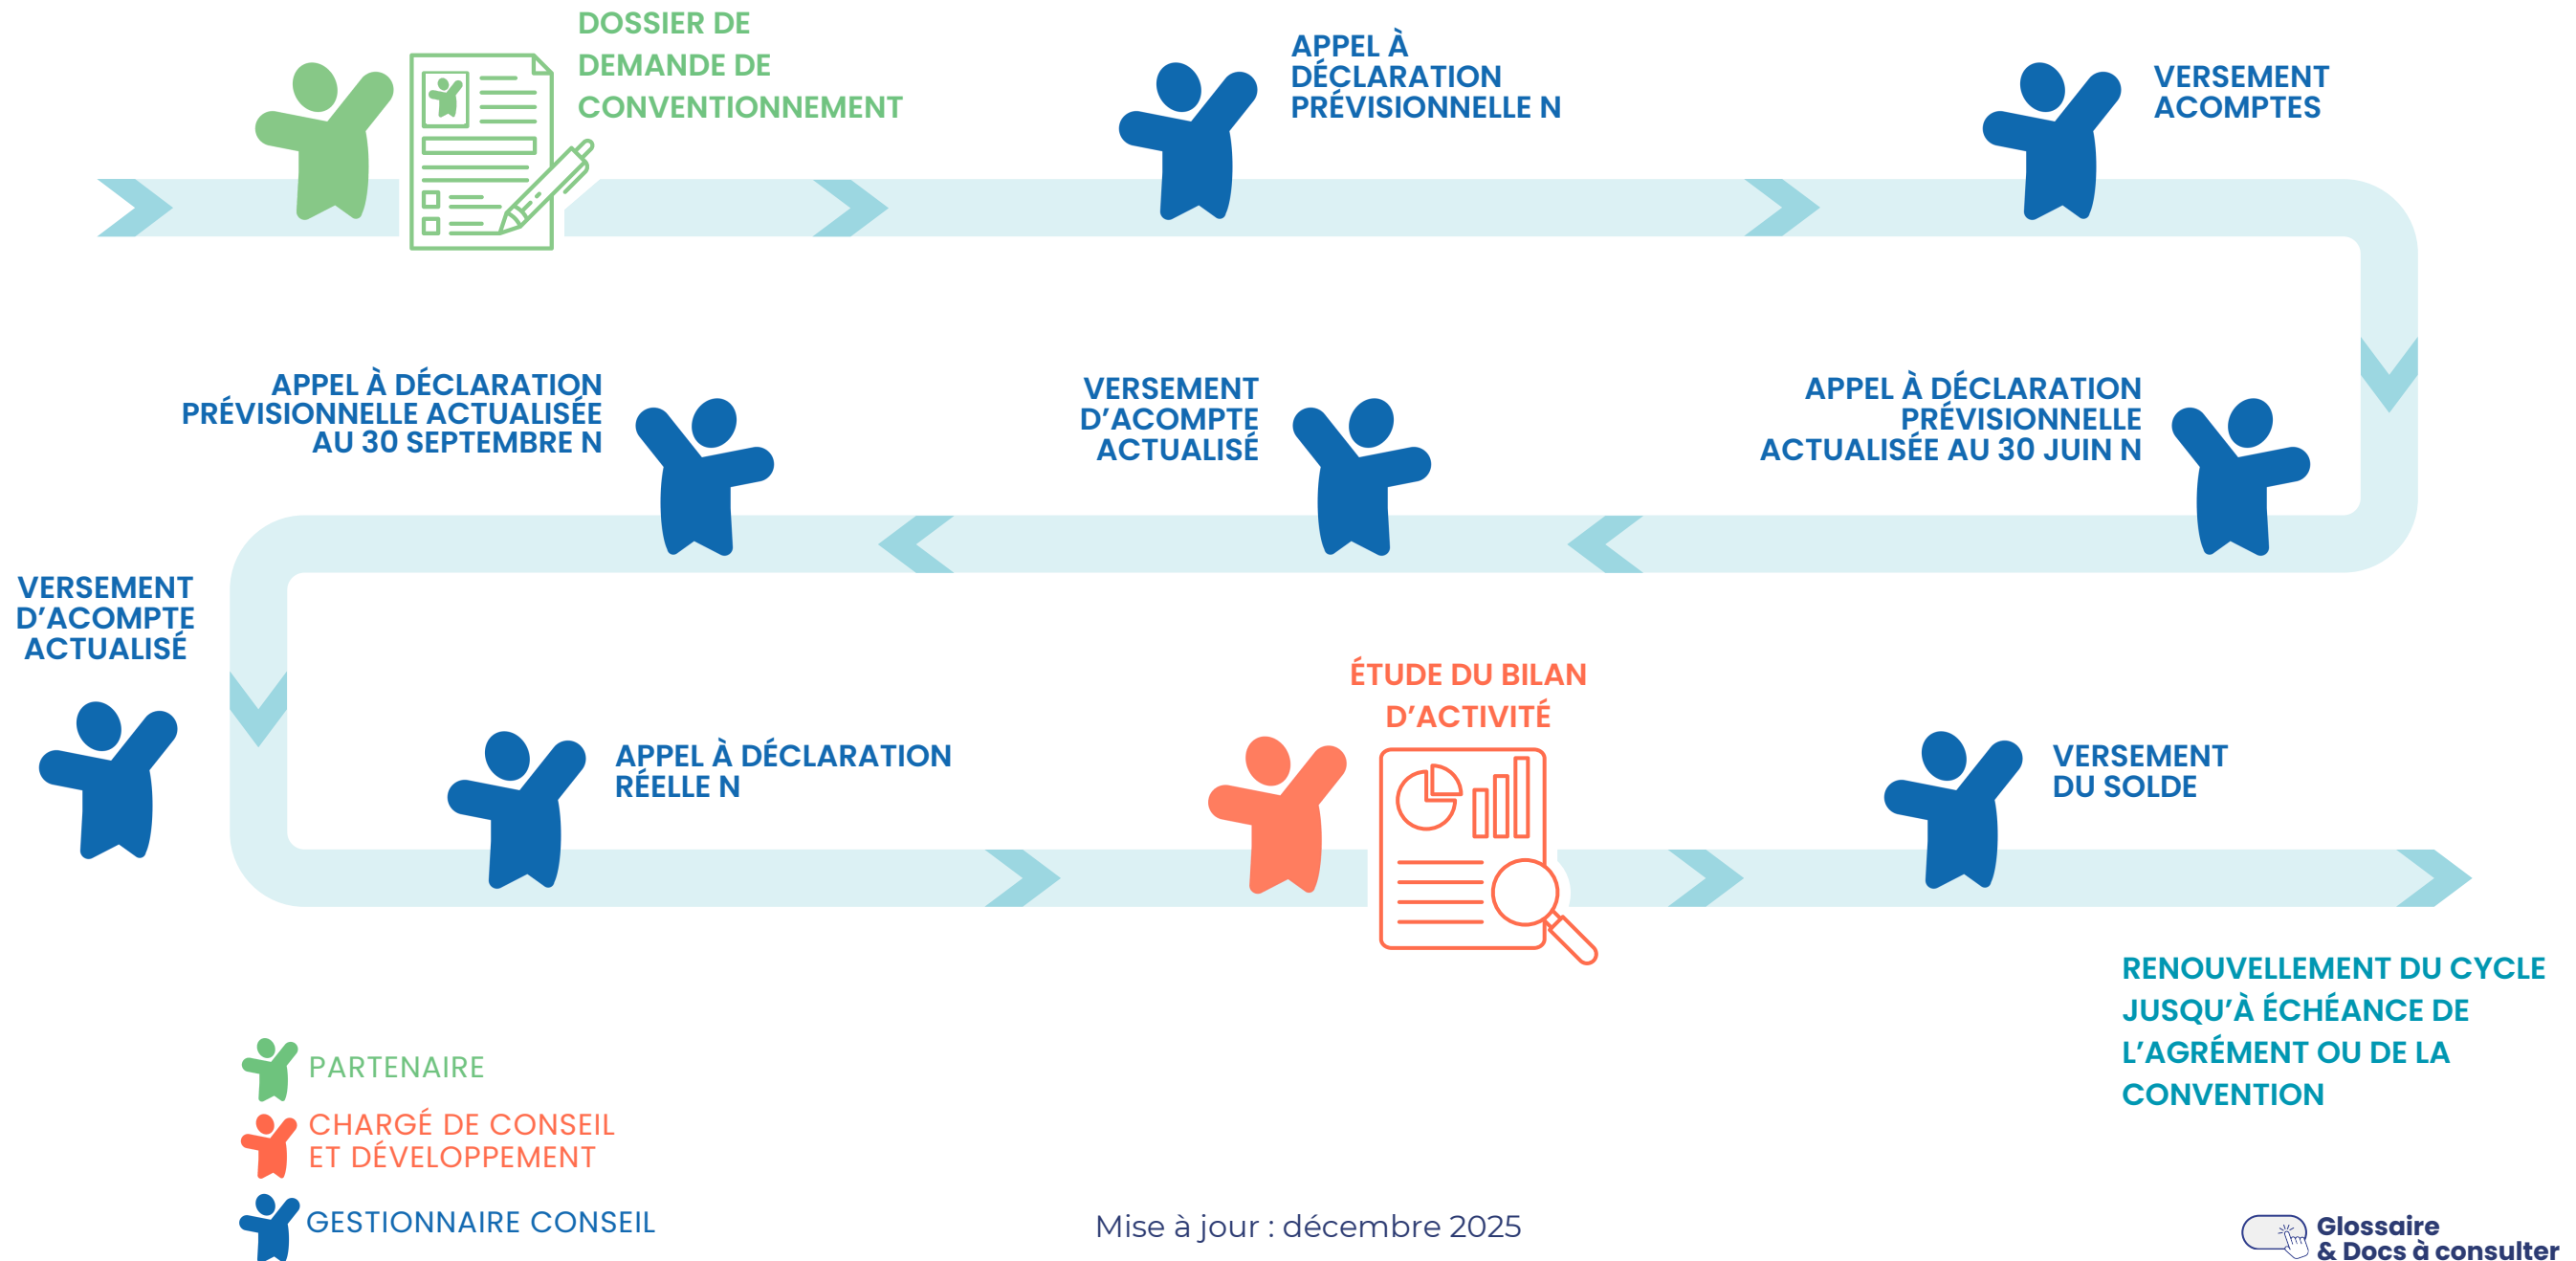 DOSSIER DE
DEMANDE DE
CONVENTIONNEMENT
APPEL À
DÉCLARATION
PRÉVISIONNELLE N
VERSEMENT
ACOMPTES
APPEL À DÉCLARATION
PRÉVISIONNELLE
ACTUALISÉE AU 30 JUIN N
VERSEMENT
D’ACOMPTE
ACTUALISÉ
APPEL À DÉCLARATION
PRÉVISIONNELLE ACTUALISÉE
AU 30 SEPTEMBRE N
VERSEMENT
D’ACOMPTE
ACTUALISÉ
APPEL À DÉCLARATION
RÉELLE N
ÉTUDE DU BILAN
D’ACTIVITÉ
VERSEMENT
DU SOLDE
RENOUVELLEMENT DU CYCLE
JUSQU’À ÉCHÉANCE DE
L’AGRÉMENT OU DE LA
CONVENTION
PARTENAIRE
CHARGÉ DE CONSEIL
ET DÉVELOPPEMENT
GESTIONNAIRE CONSEIL
Mise à jour : décembre 2025
Glossaire
& Docs à consulter